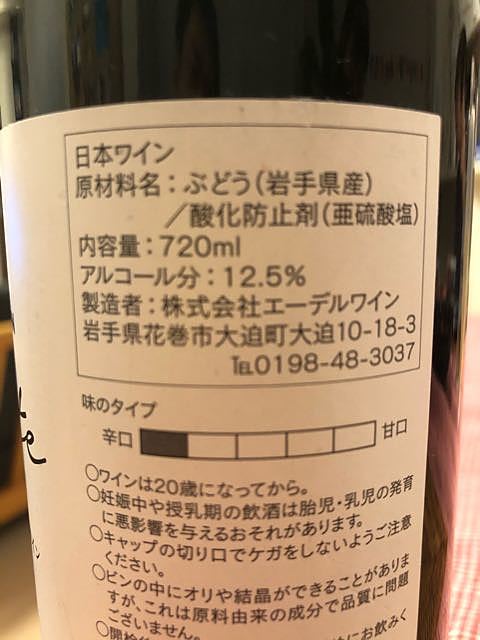 日本ワイン
原材料名：ぶどう（岩手県産）
／酸化防止剤（亜硫酸塩）
内容量：720ml
アルコール分：12.5%
製造者：株式会社エーデルワイン
岩手県花巻市大迫町大迫10-18-3
℡0198-48-3037
味のタイプ
辛口 甘口
○ワインは20歳になってから。
○妊娠中や授乳期の飲酒は胎児・乳児の発育
に悪影響を与えるおそれがあります。
○キャップの切り口でケガをしないようご注意
ください。
○ビンの中にオリや結晶ができることがありま
すが、これは原料由来の成分で品質に問題
ございません。